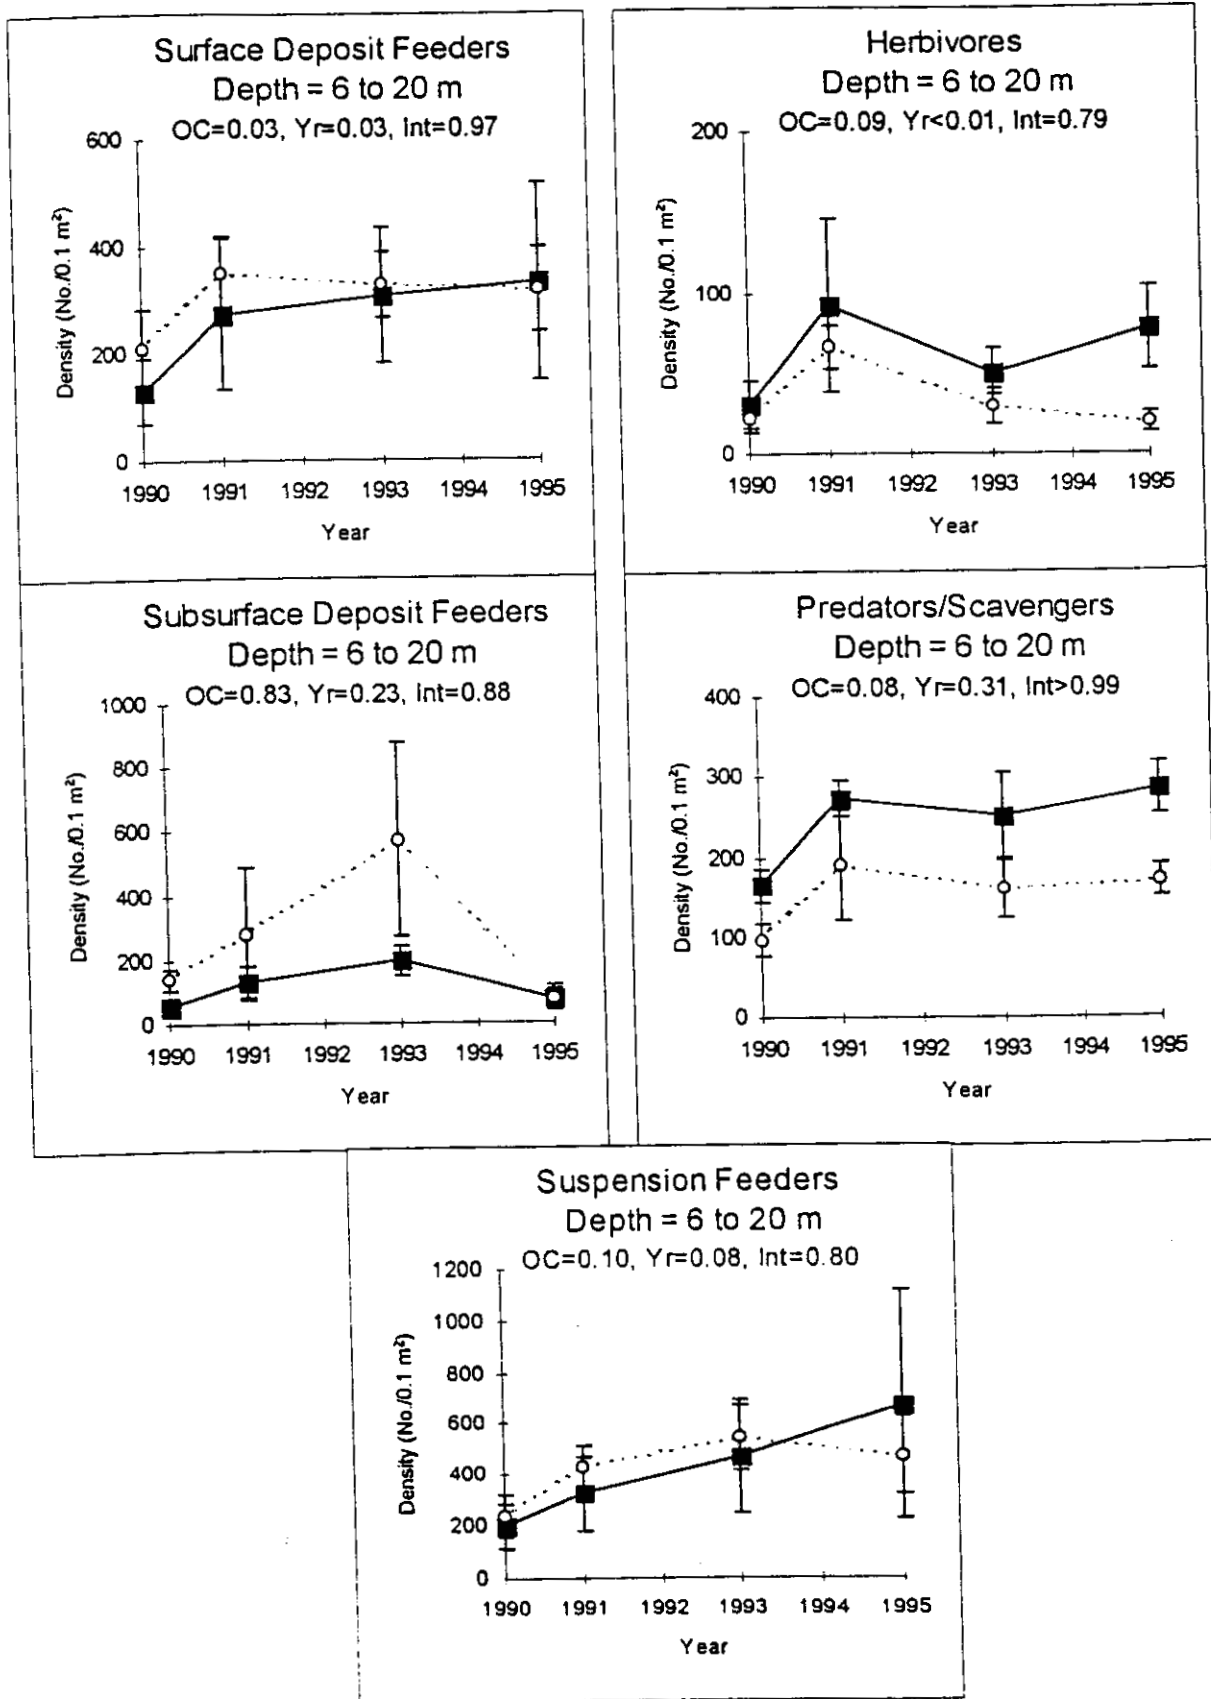 Surface Deposit Feeders
Depth = 6 to 20 m
OC=0.03, Yr=0.03, Int=0.97
600
400
200
0
Density (No./0.1 m²)
1990 1991 1992 1993 1994 1995
Year
Herbivores
Depth = 6 to 20 m
OC=0.09, Yr<0.01, Int=0.79
200
100
0
Density (No./0.1 m²)
1990 1991 1992 1993 1994 1995
Year
Subsurface Deposit Feeders
Depth = 6 to 20 m
OC=0.83, Yr=0.23, Int=0.88
1000
800
600
400
200
0
Density (No./0.1 m²)
1990 1991 1992 1993 1994 1995
Year
Predators/Scavengers
Depth = 6 to 20 m
OC=0.08, Yr=0.31, Int>0.99
400
300
200
100
0
Density (No./0.1 m²)
1990 1991 1992 1993 1994 1995
Year
Suspension Feeders
Depth = 6 to 20 m
OC=0.10, Yr=0.08, Int=0.80
1200
1000
800
600
400
200
0
Density (No./0.1 m²)
1990 1991 1992 1993 1994 1995
Year